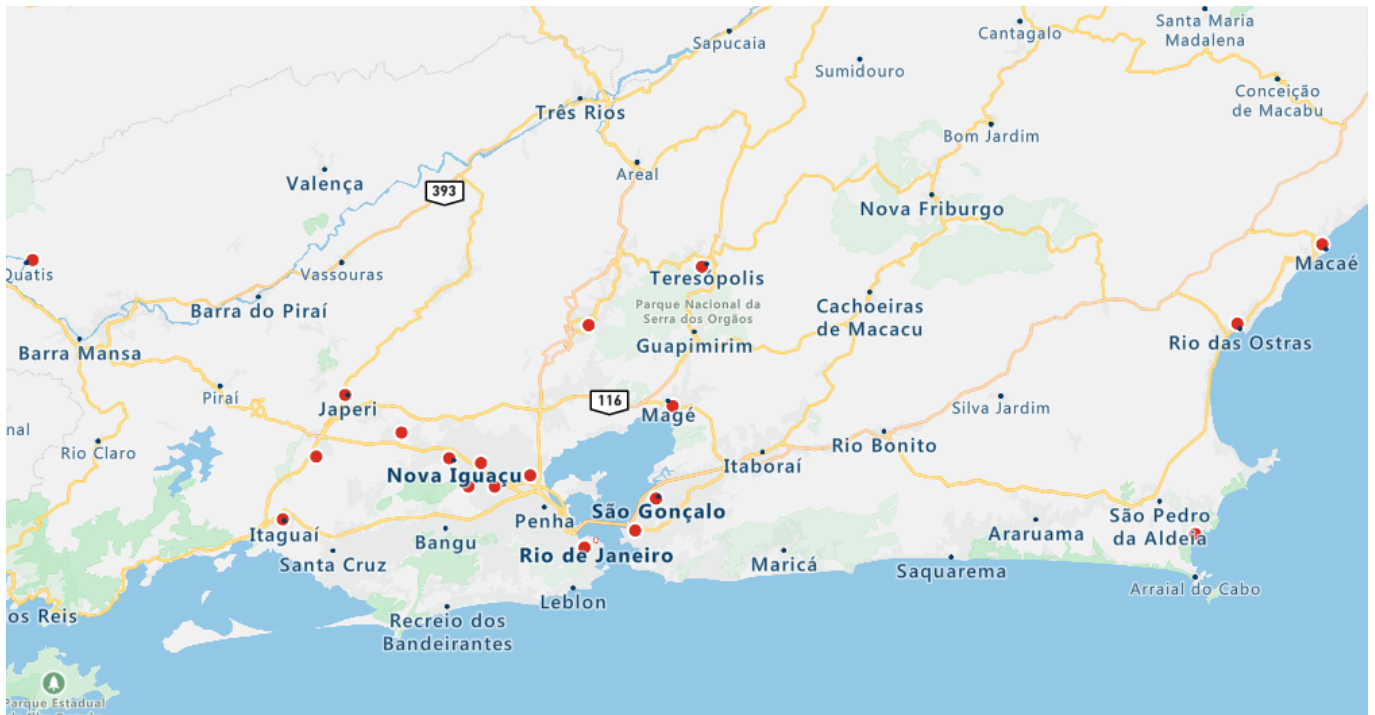 Sapucaia
Cantagalo
Santa Maria
Madalena
Sumidouro
Conceição
de Macabu
Três Rios
Bom Jardim
Areal
Valença
393
Nova Friburgo
Quatis
Vassouras
Teresópolis
Macaé
Parque Nacional da
Serra dos Orgãos
Barra do Piraí
Cachoeiras
de Macacu
Guapimirim
Rio das Ostras
Barra Mansa
Piraí
Japeri
116
Magé
Silva Jardim
nal
Rio Claro
Rio Bonito
Itaboraí
Nova Iguaçu
São Gonçalo
Penha
São Pedro
da Aldeia
Itaguaí
Bangu
Araruama
Rio de Janeiro
Santa Cruz
Maricá
Saquarema
Arraial do Cabo
Leblon
os Reis
Recreio dos
Bandeirantes
Parque Estadual